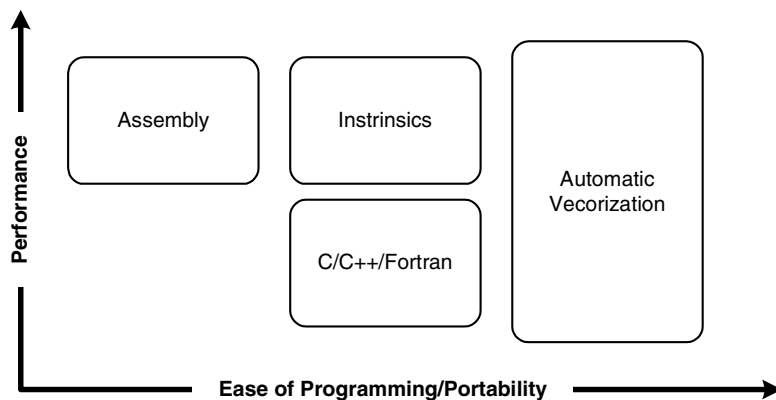 Performance
Assembly
Instrinsics
Automatic
Vecorization
C/C++/Fortran
Ease of Programming/Portability